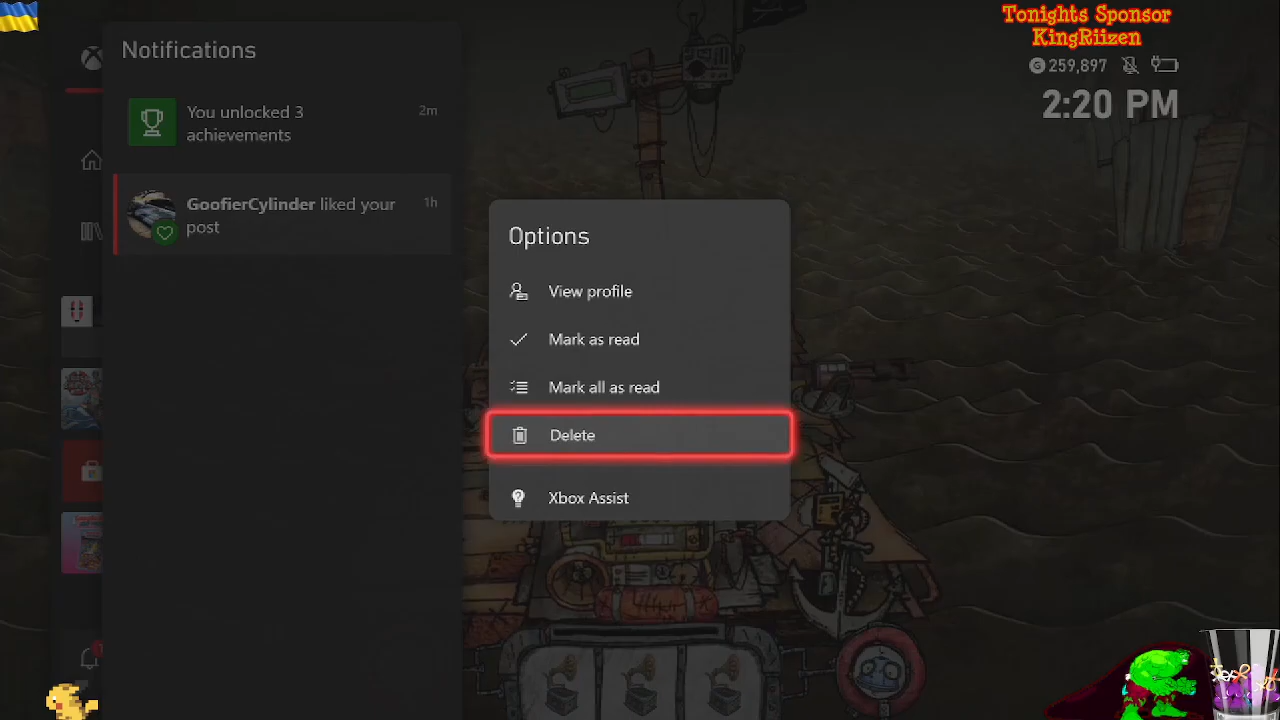 Tonights Sponsor
KingRiizen
Notifications
259,897
2:20 PM
You unlocked 3
achievements
2m
GoofierCylinder liked your
post
1h
Options
View profile
Mark as read
Mark all as read
Delete
Xbox Assist